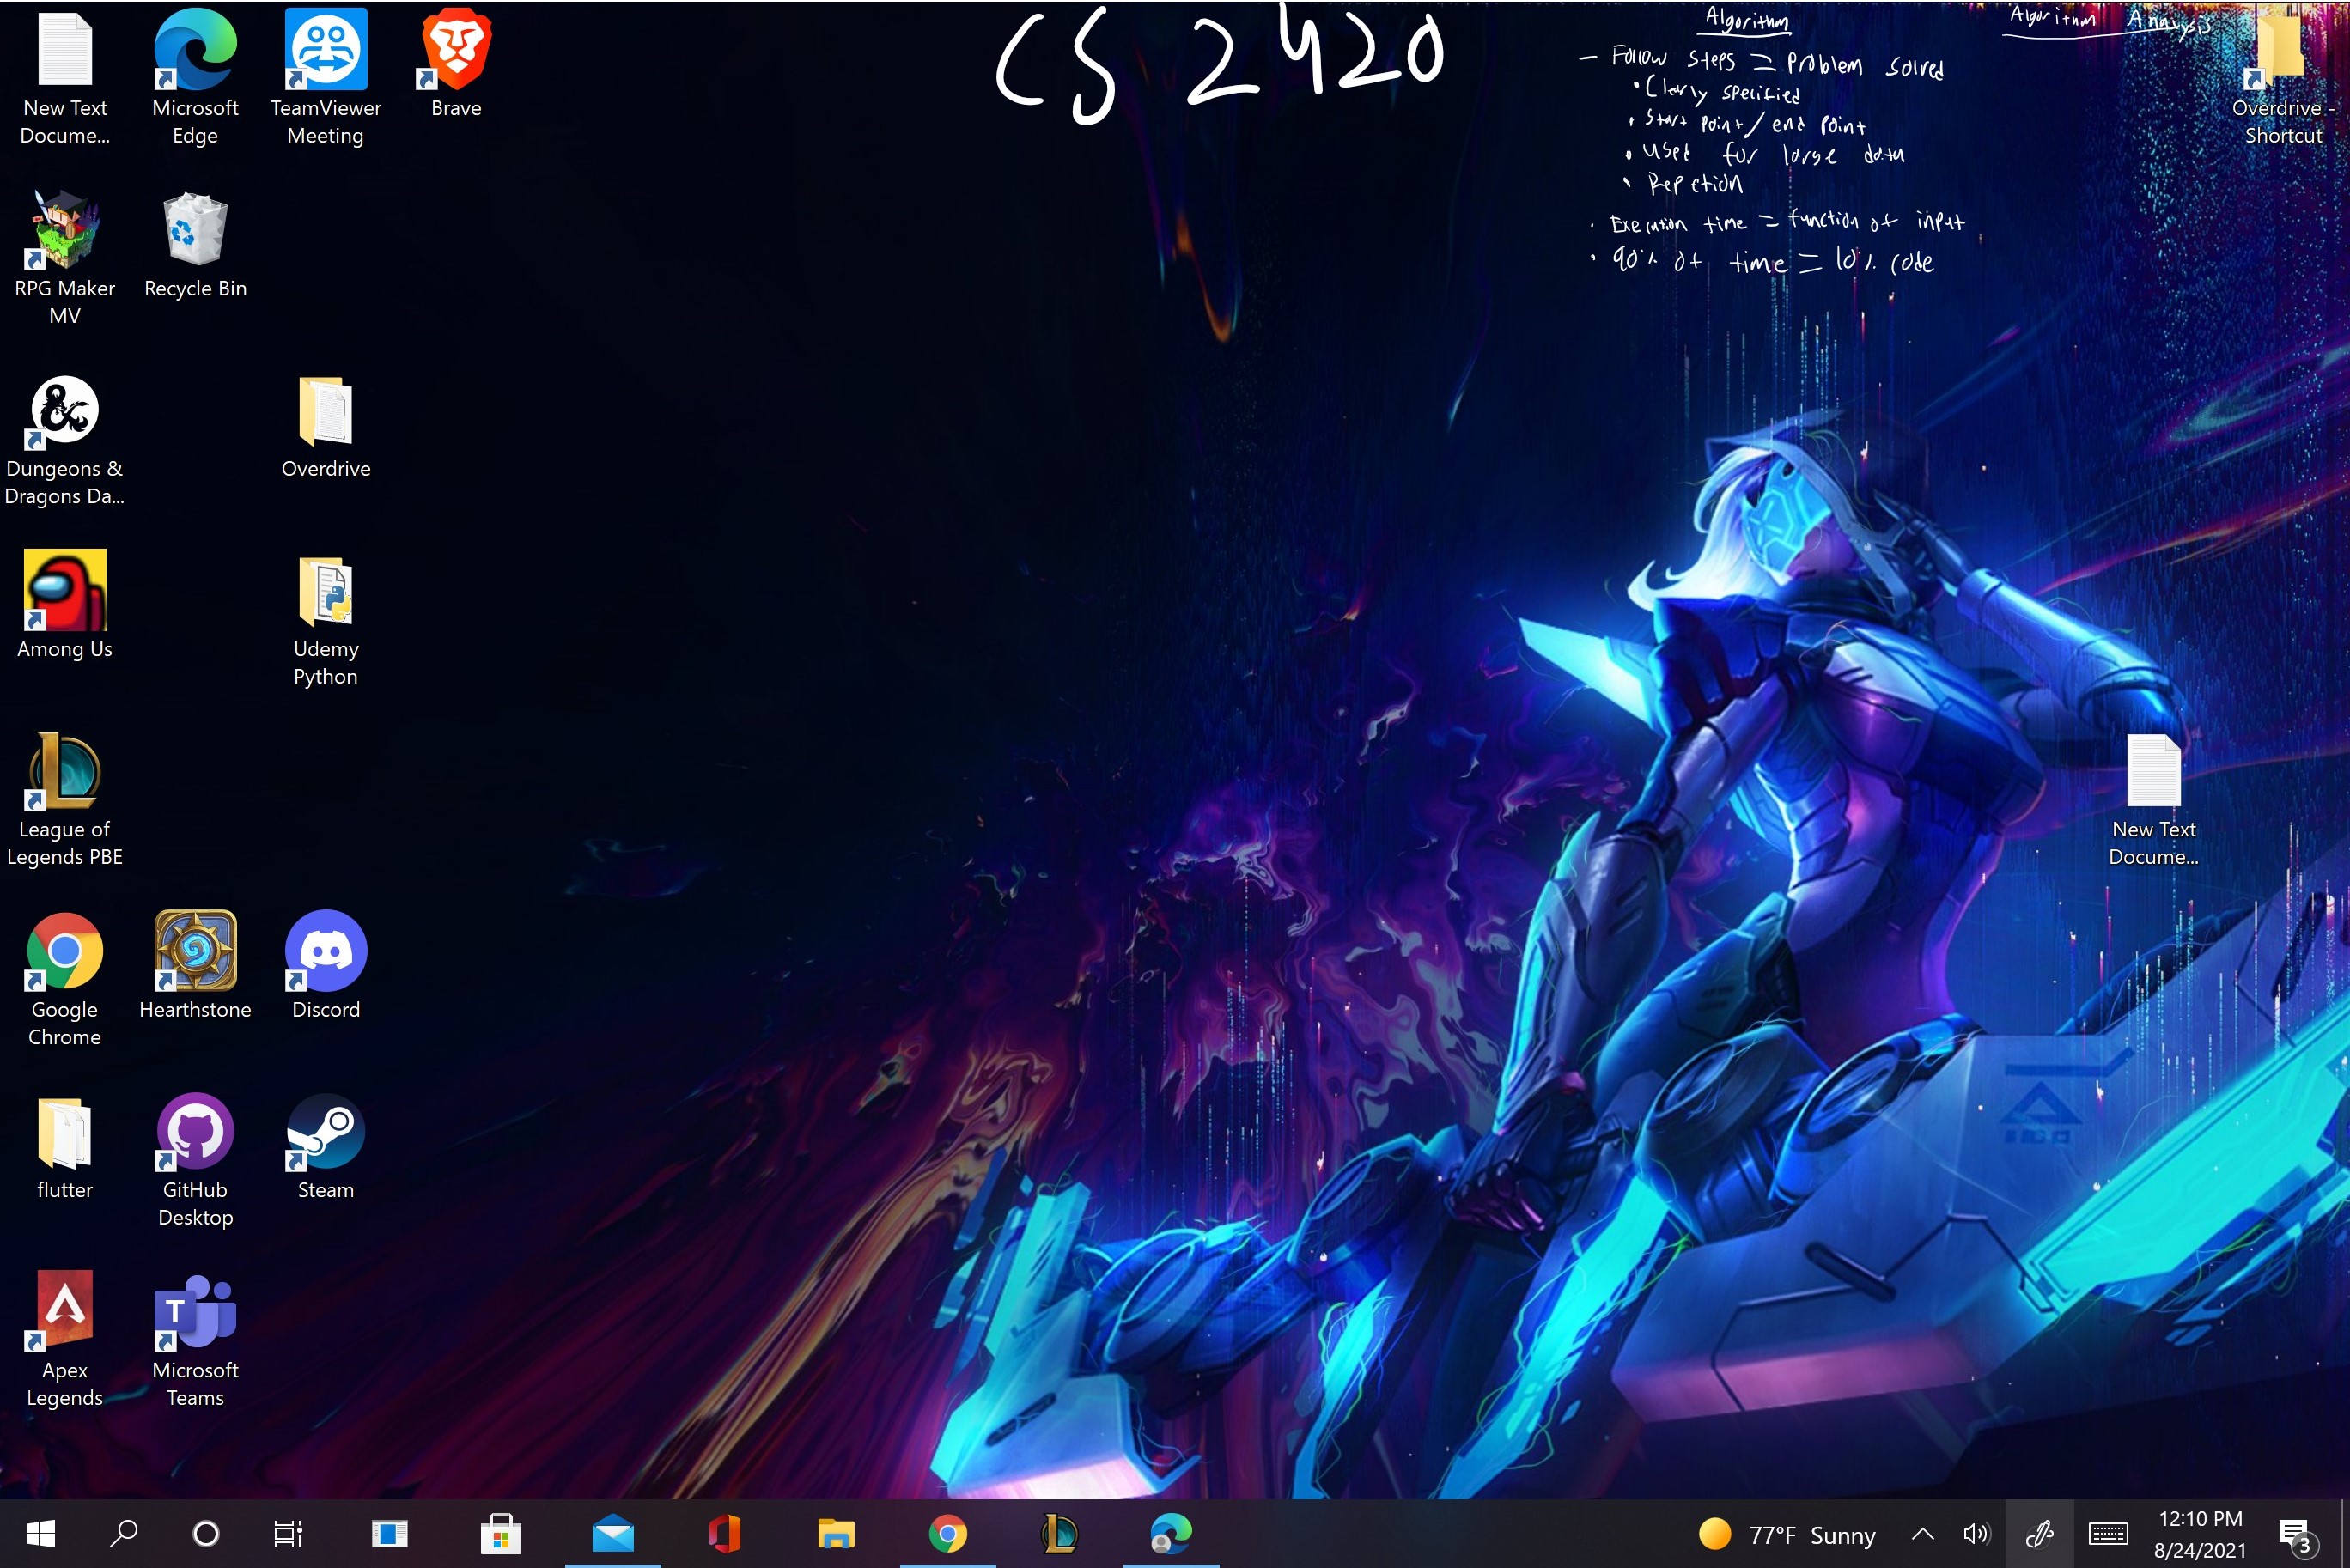 CS 2420
Algorithm
- Follow steps = problem solved
• Clearly specified
• Start point / end point
• Used for large data
• Repetion
• Execution time = function of input
• 90% of time = 10% code
Algorithm Analysis
New Text
Docume...
Microsoft
Edge
TeamViewer
Meeting
Brave
Overdrive -
Shortcut
RPG Maker
MV
Recycle Bin
Dungeons &
Dragons Da...
Overdrive
Among Us
Udemy
Python
League of
Legends PBE
New Text
Docume...
Google
Chrome
Hearthstone
Discord
flutter
GitHub
Desktop
Steam
Apex
Legends
T
Microsoft
Teams
77°F Sunny
12:10 PM
8/24/2021
3